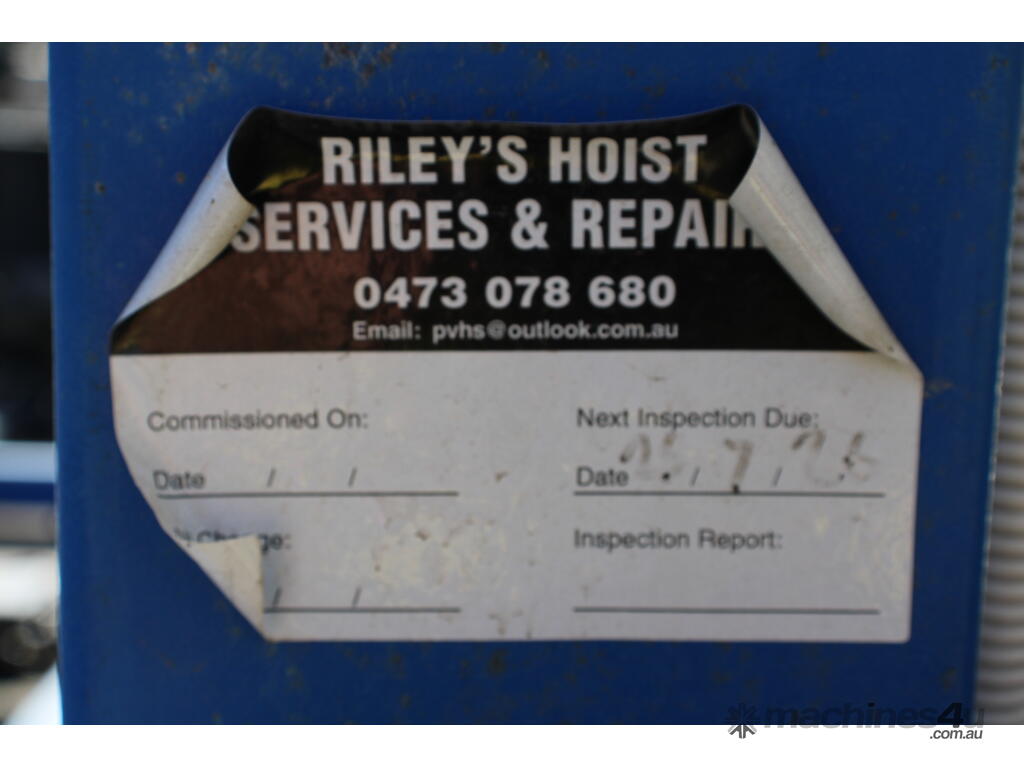 RILEY'S HOIST
SERVICES & REPAIR
0473 078 680
Email: pvhs@outlook.com.au
Commissioned On:
Next Inspection Due:
Date / /
Date / 7 /
Inspection Report:
/ /
machines4u
.com.au